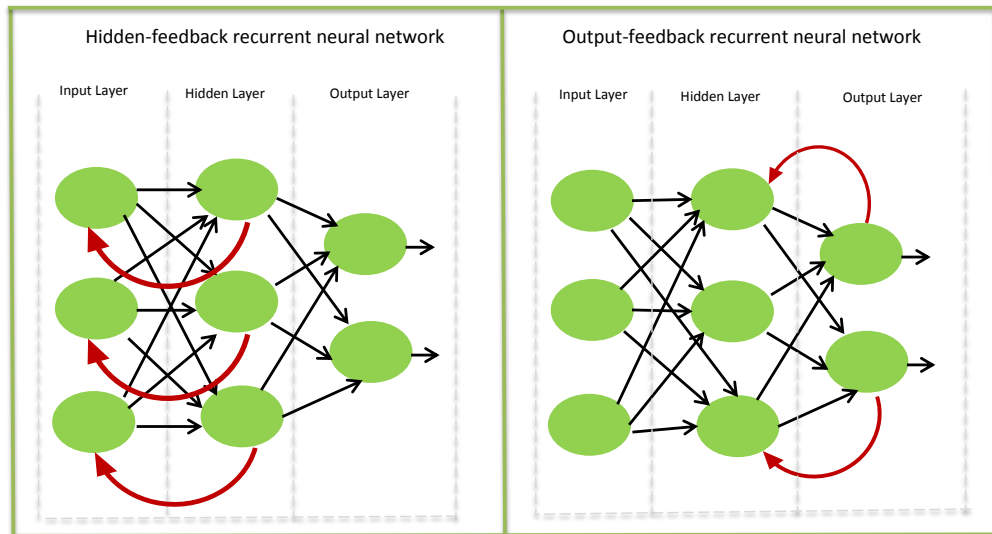 Hidden-feedback recurrent neural network
Input Layer
Hidden Layer
Output Layer
Output-feedback recurrent neural network
Input Layer
Hidden Layer
Output Layer